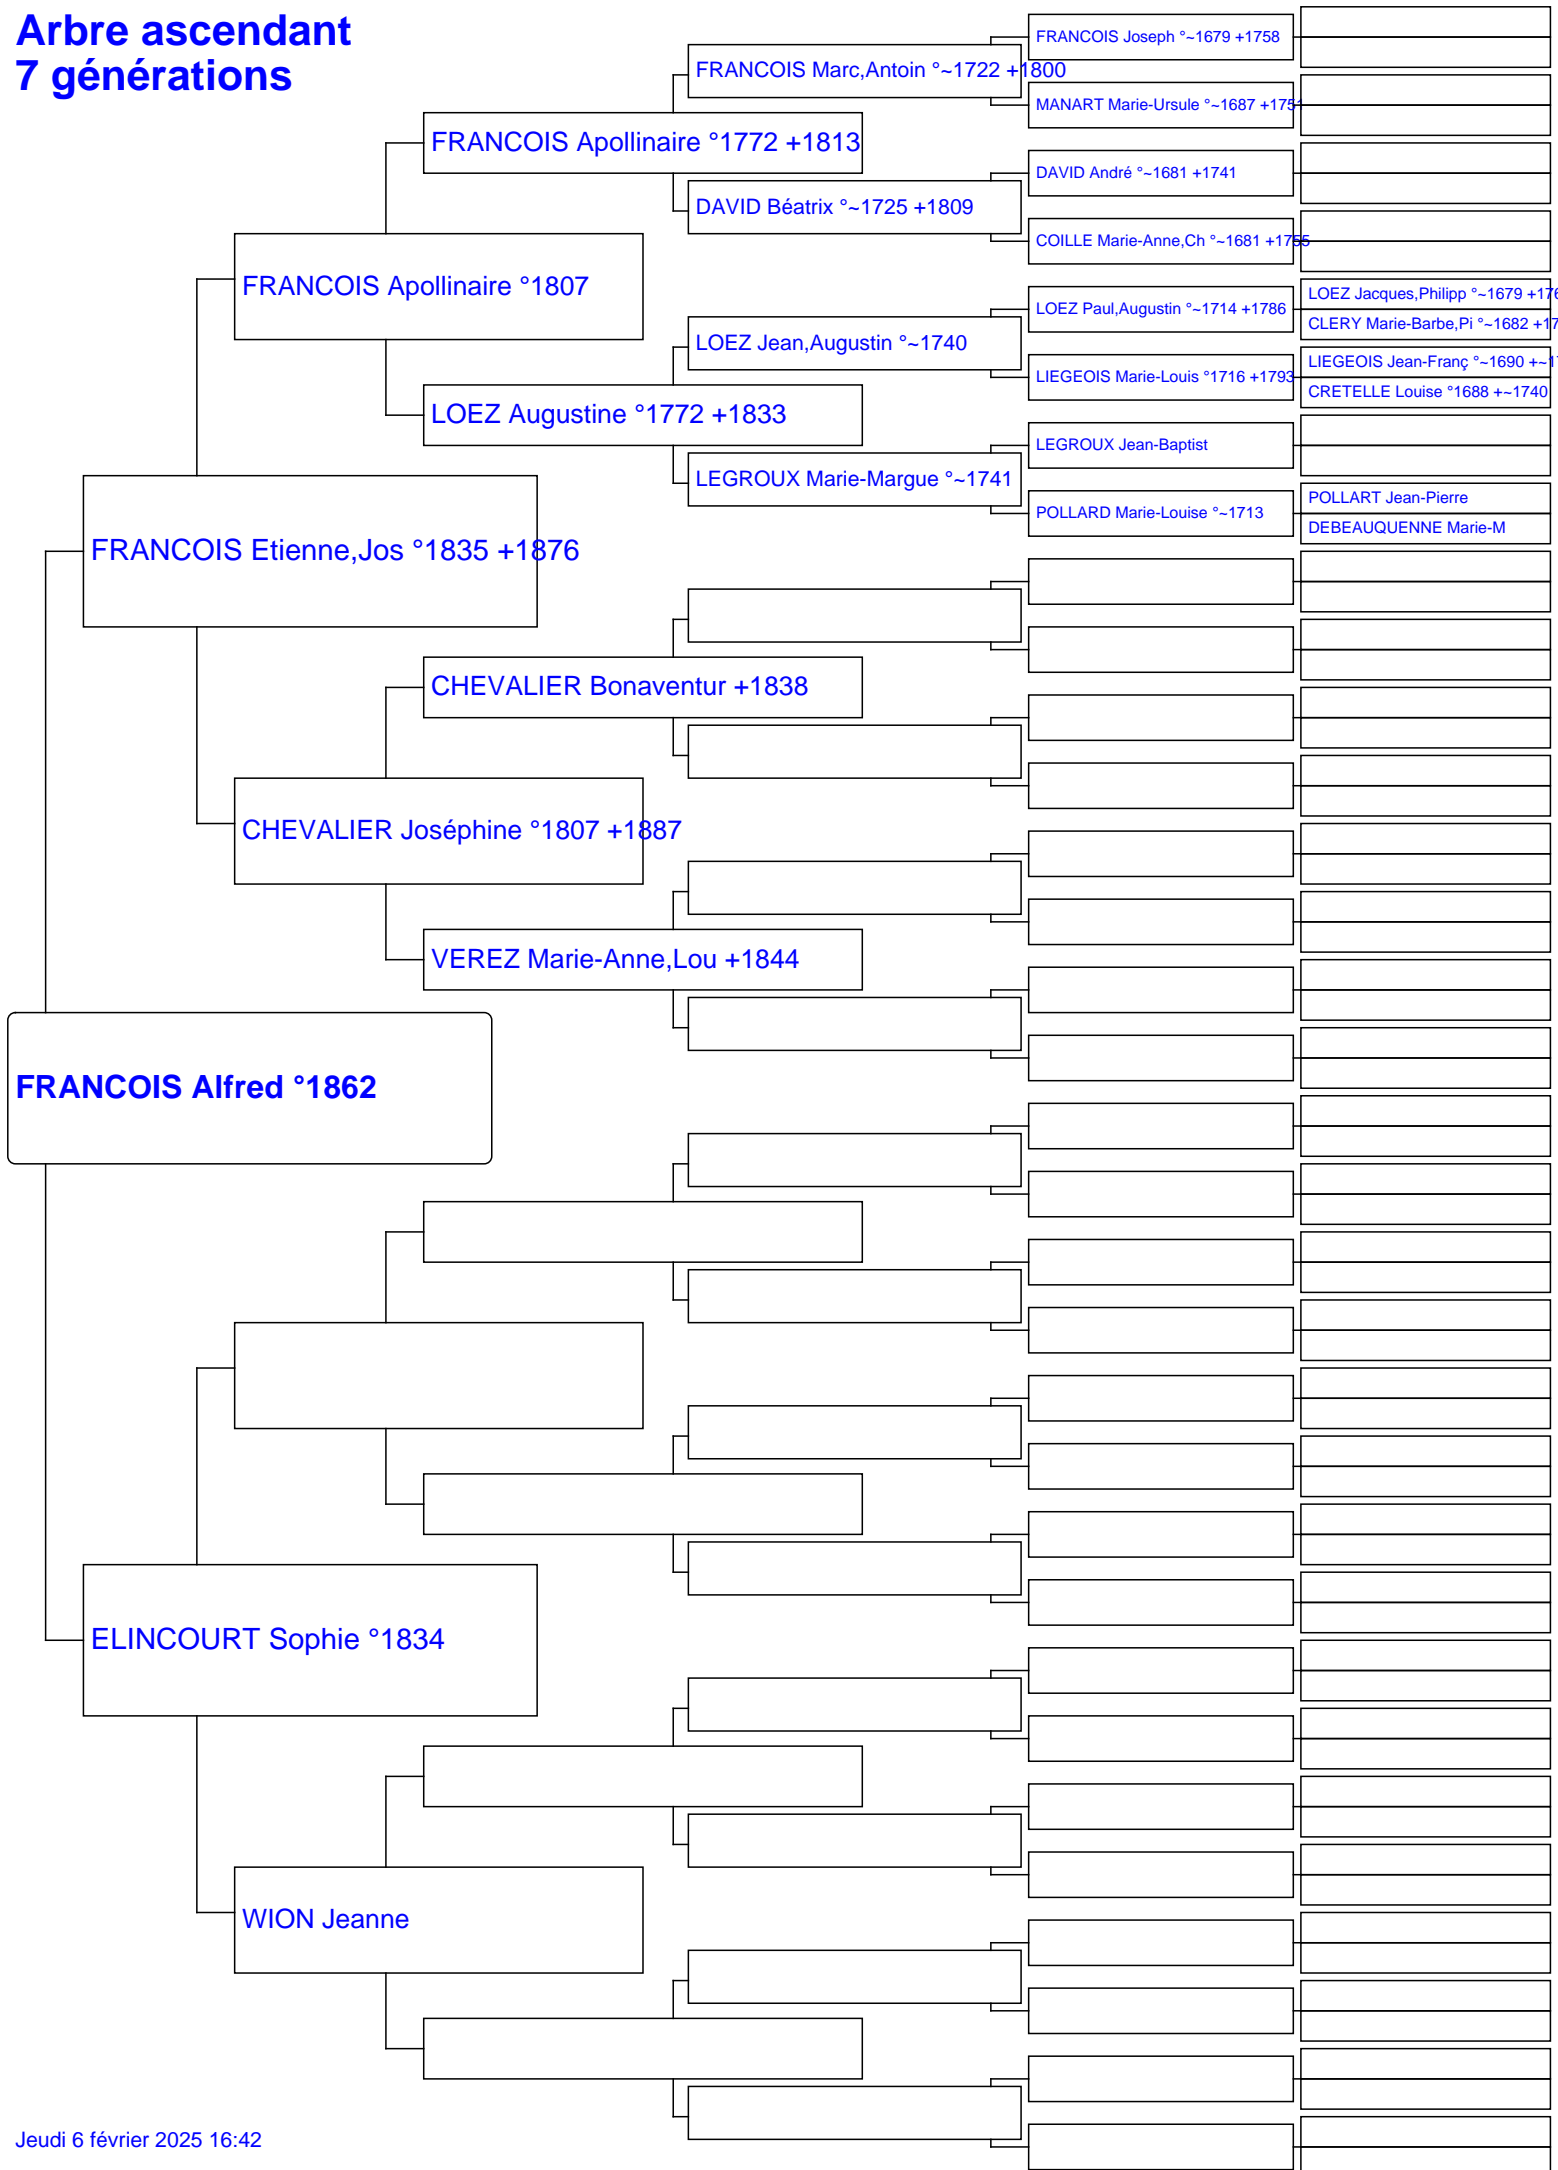 Arbre ascendant
7 générations
FRANCOIS Joseph °~1679 +1758
FRANCOIS Marc,Antoin °~1722 +1800
MANART Marie-Ursule °~1687 +1751
FRANCOIS Apollinaire °1772 +1813
DAVID André °~1681 +1741
DAVID Béatrix °~1725 +1809
COILLE Marie-Anne,Ch °~1681 +1755
FRANCOIS Apollinaire °1807
LOEZ Jacques,Philipp °~1679 +176
LOEZ Paul,Augustin °~1714 +1786
CLERY Marie-Barbe,Pi °~1682 +17
LOEZ Jean,Augustin °~1740
LIEGEOIS Jean-Franç °~1690 +~1
LIEGEOIS Marie-Louis °1716 +1793
CRETELLE Louise °1688 +~1740
LOEZ Augustine °1772 +1833
LEGROUX Jean-Baptist
LEGROUX Marie-Margue °~1741
POLLART Jean-Pierre
POLLARD Marie-Louise °~1713
DEBEAUQUENNE Marie-M
FRANCOIS Etienne,Jos °1835 +1876
CHEVALIER Bonaventur +1838
CHEVALIER Joséphine °1807 +1887
VEREZ Marie-Anne,Lou +1844
FRANCOIS Alfred °1862
ELINCOURT Sophie °1834
WION Jeanne
Jeudi 6 février 2025 16:42